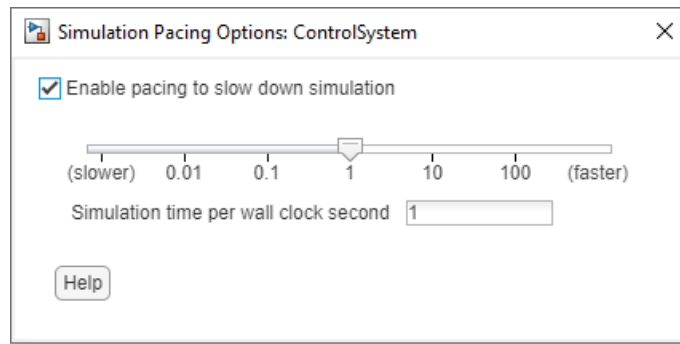 Simulation Pacing Options: ControlSystem
Enable pacing to slow down simulation
(slower) 0.01 0.1 1 10 100 (faster)
Simulation time per wall clock second 1
Help